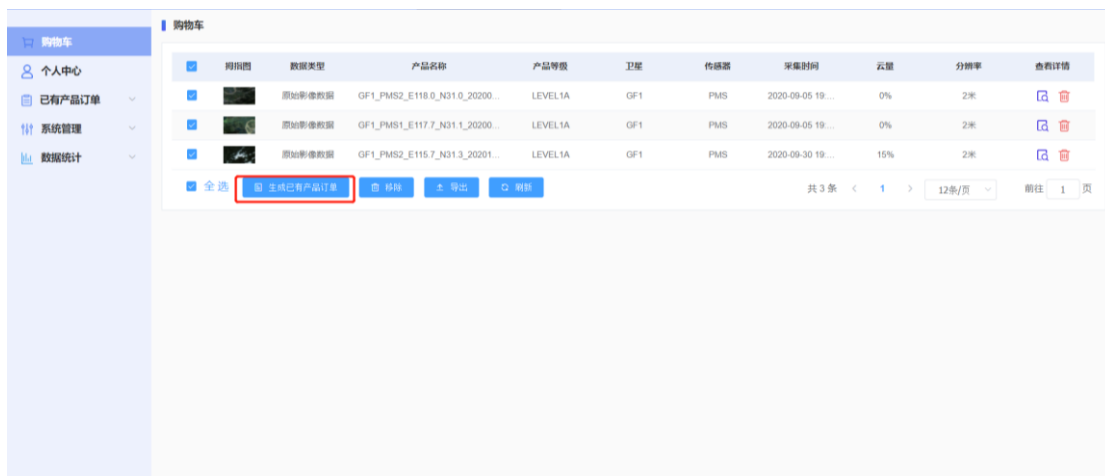 购物车
购物车
个人中心
已有产品订单
系统管理
数据统计
拇指图 数据类型 产品名称 产品等级 卫星 传感器 采集时间 云量 分辨率 查看详情
原始影像数据 GF1_PMS2_E118.0_N31.0_20200... LEVEL1A GF1 PMS 2020-09-05 19:... 0% 2米
原始影像数据 GF1_PMS1_E117.7_N31.1_20200... LEVEL1A GF1 PMS 2020-09-05 19:... 0% 2米
原始影像数据 GF1_PMS2_E115.7_N31.3_20201... LEVEL1A GF1 PMS 2020-09-30 19:... 15% 2米
全选 生成已有产品订单 移除 导出 刷新 共 3 条 1 12条/页 前往 1 页